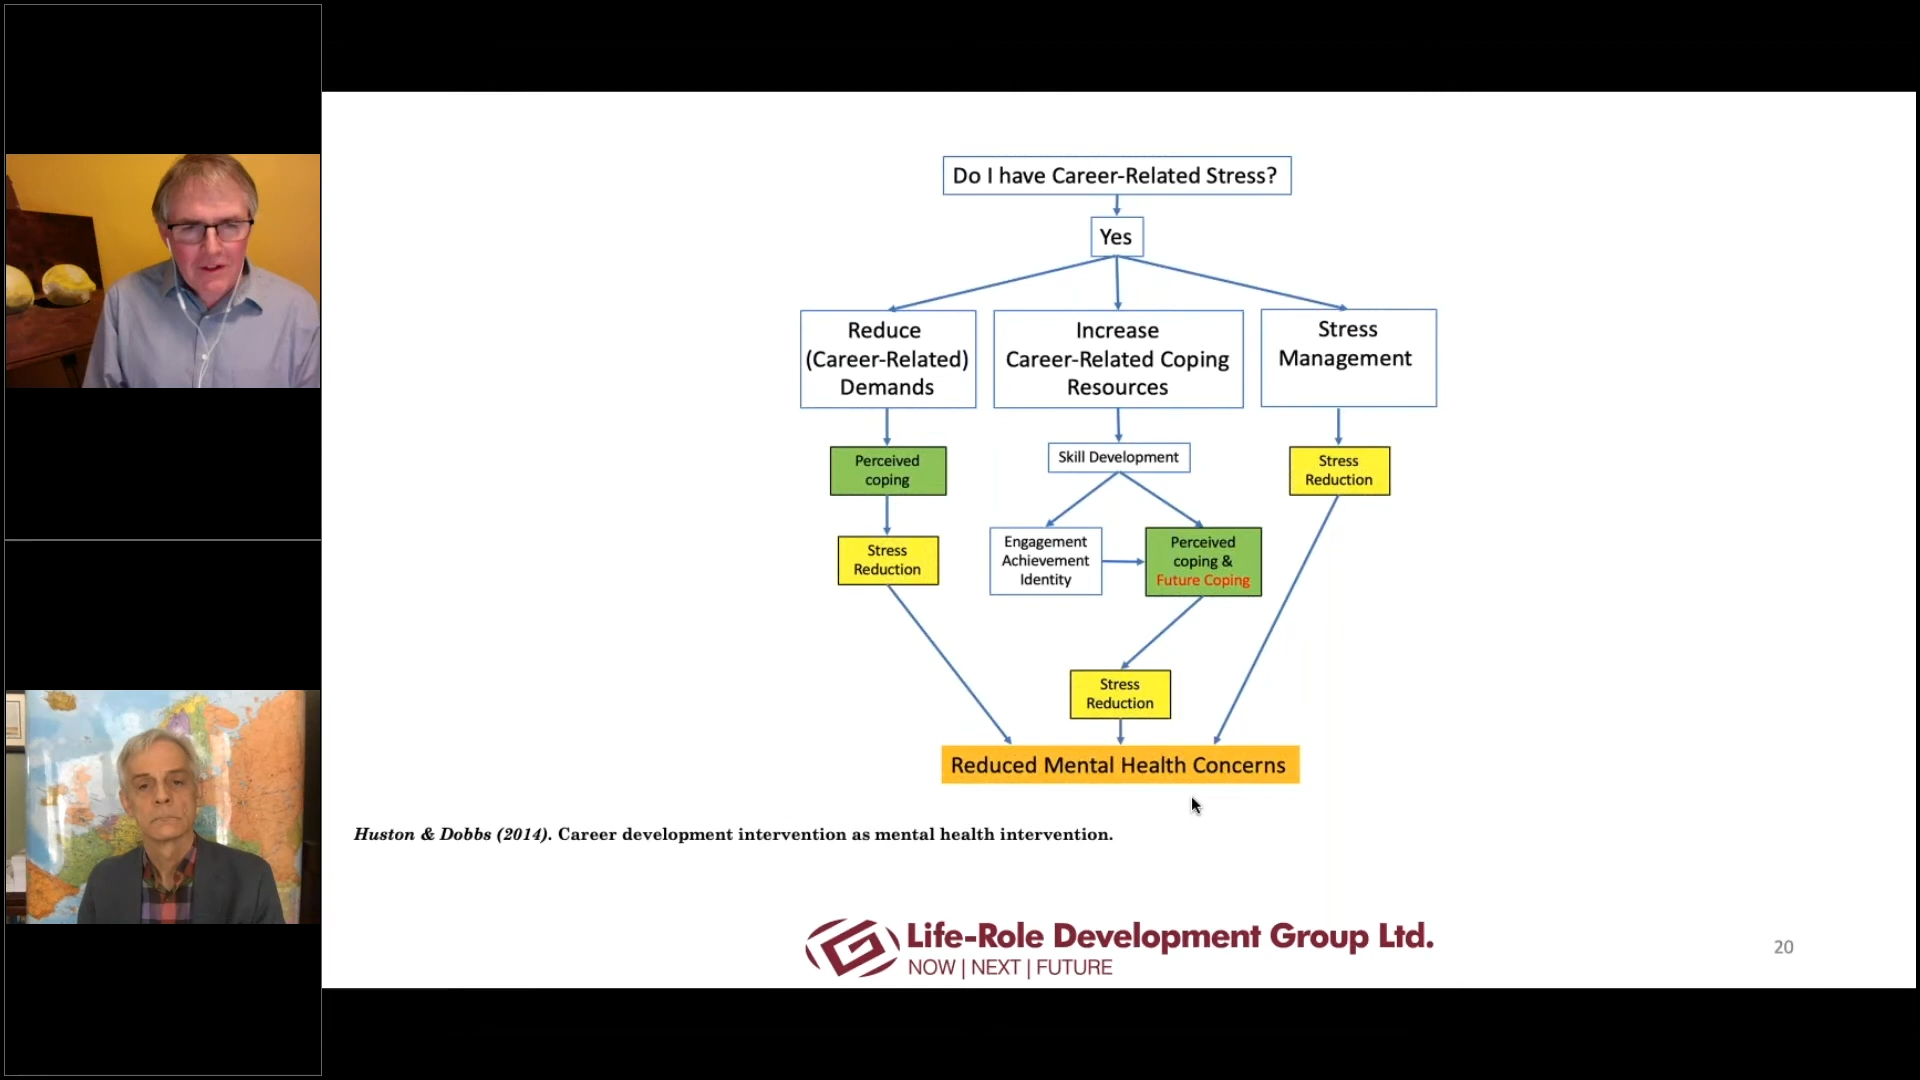 Do I have Career-Related Stress?
Yes
Reduce
(Career-Related)
Demands
Increase
Career-Related Coping
Resources
Stress
Management
Perceived
coping
Skill Development
Stress
Reduction
Stress
Reduction
Engagement
Achievement
Identity
Perceived
coping &
Future Coping
Stress
Reduction
Reduced Mental Health Concerns
Huston & Dobbs (2014). Career development intervention as mental health intervention.
Life-Role Development Group Ltd.
NOW | NEXT | FUTURE
20